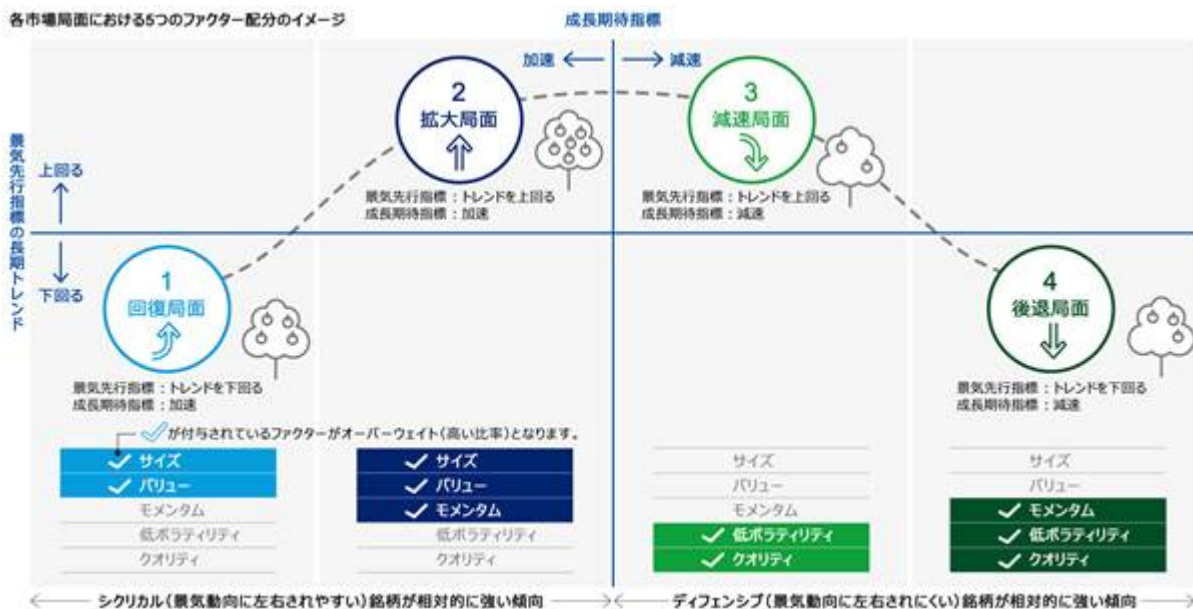 各市場局面における5つのファクター配分のイメージ
成長期待指標
加速
減速
景気先行指標の長期トレンド
上回る
下回る
1
回復局面
景気先行指標：トレンドを下回る
成長期待指標：加速
2
拡大局面
景気先行指標：トレンドを上回る
成長期待指標：加速
3
減速局面
景気先行指標：トレンドを上回る
成長期待指標：減速
4
後退局面
景気先行指標：トレンドを下回る
成長期待指標：減速
が付与されているファクターがオーバーウェイト（高い比率）となります。
サイズ
バリュー
モメンタム
低ボラティリティ
クオリティ
サイズ
バリュー
モメンタム
低ボラティリティ
クオリティ
サイズ
バリュー
モメンタム
低ボラティリティ
クオリティ
サイズ
バリュー
モメンタム
低ボラティリティ
クオリティ
シクリカル（景気動向に左右されやすい）銘柄が相対的に強い傾向
ディフェンシブ（景気動向に左右されにくい）銘柄が相対的に強い傾向